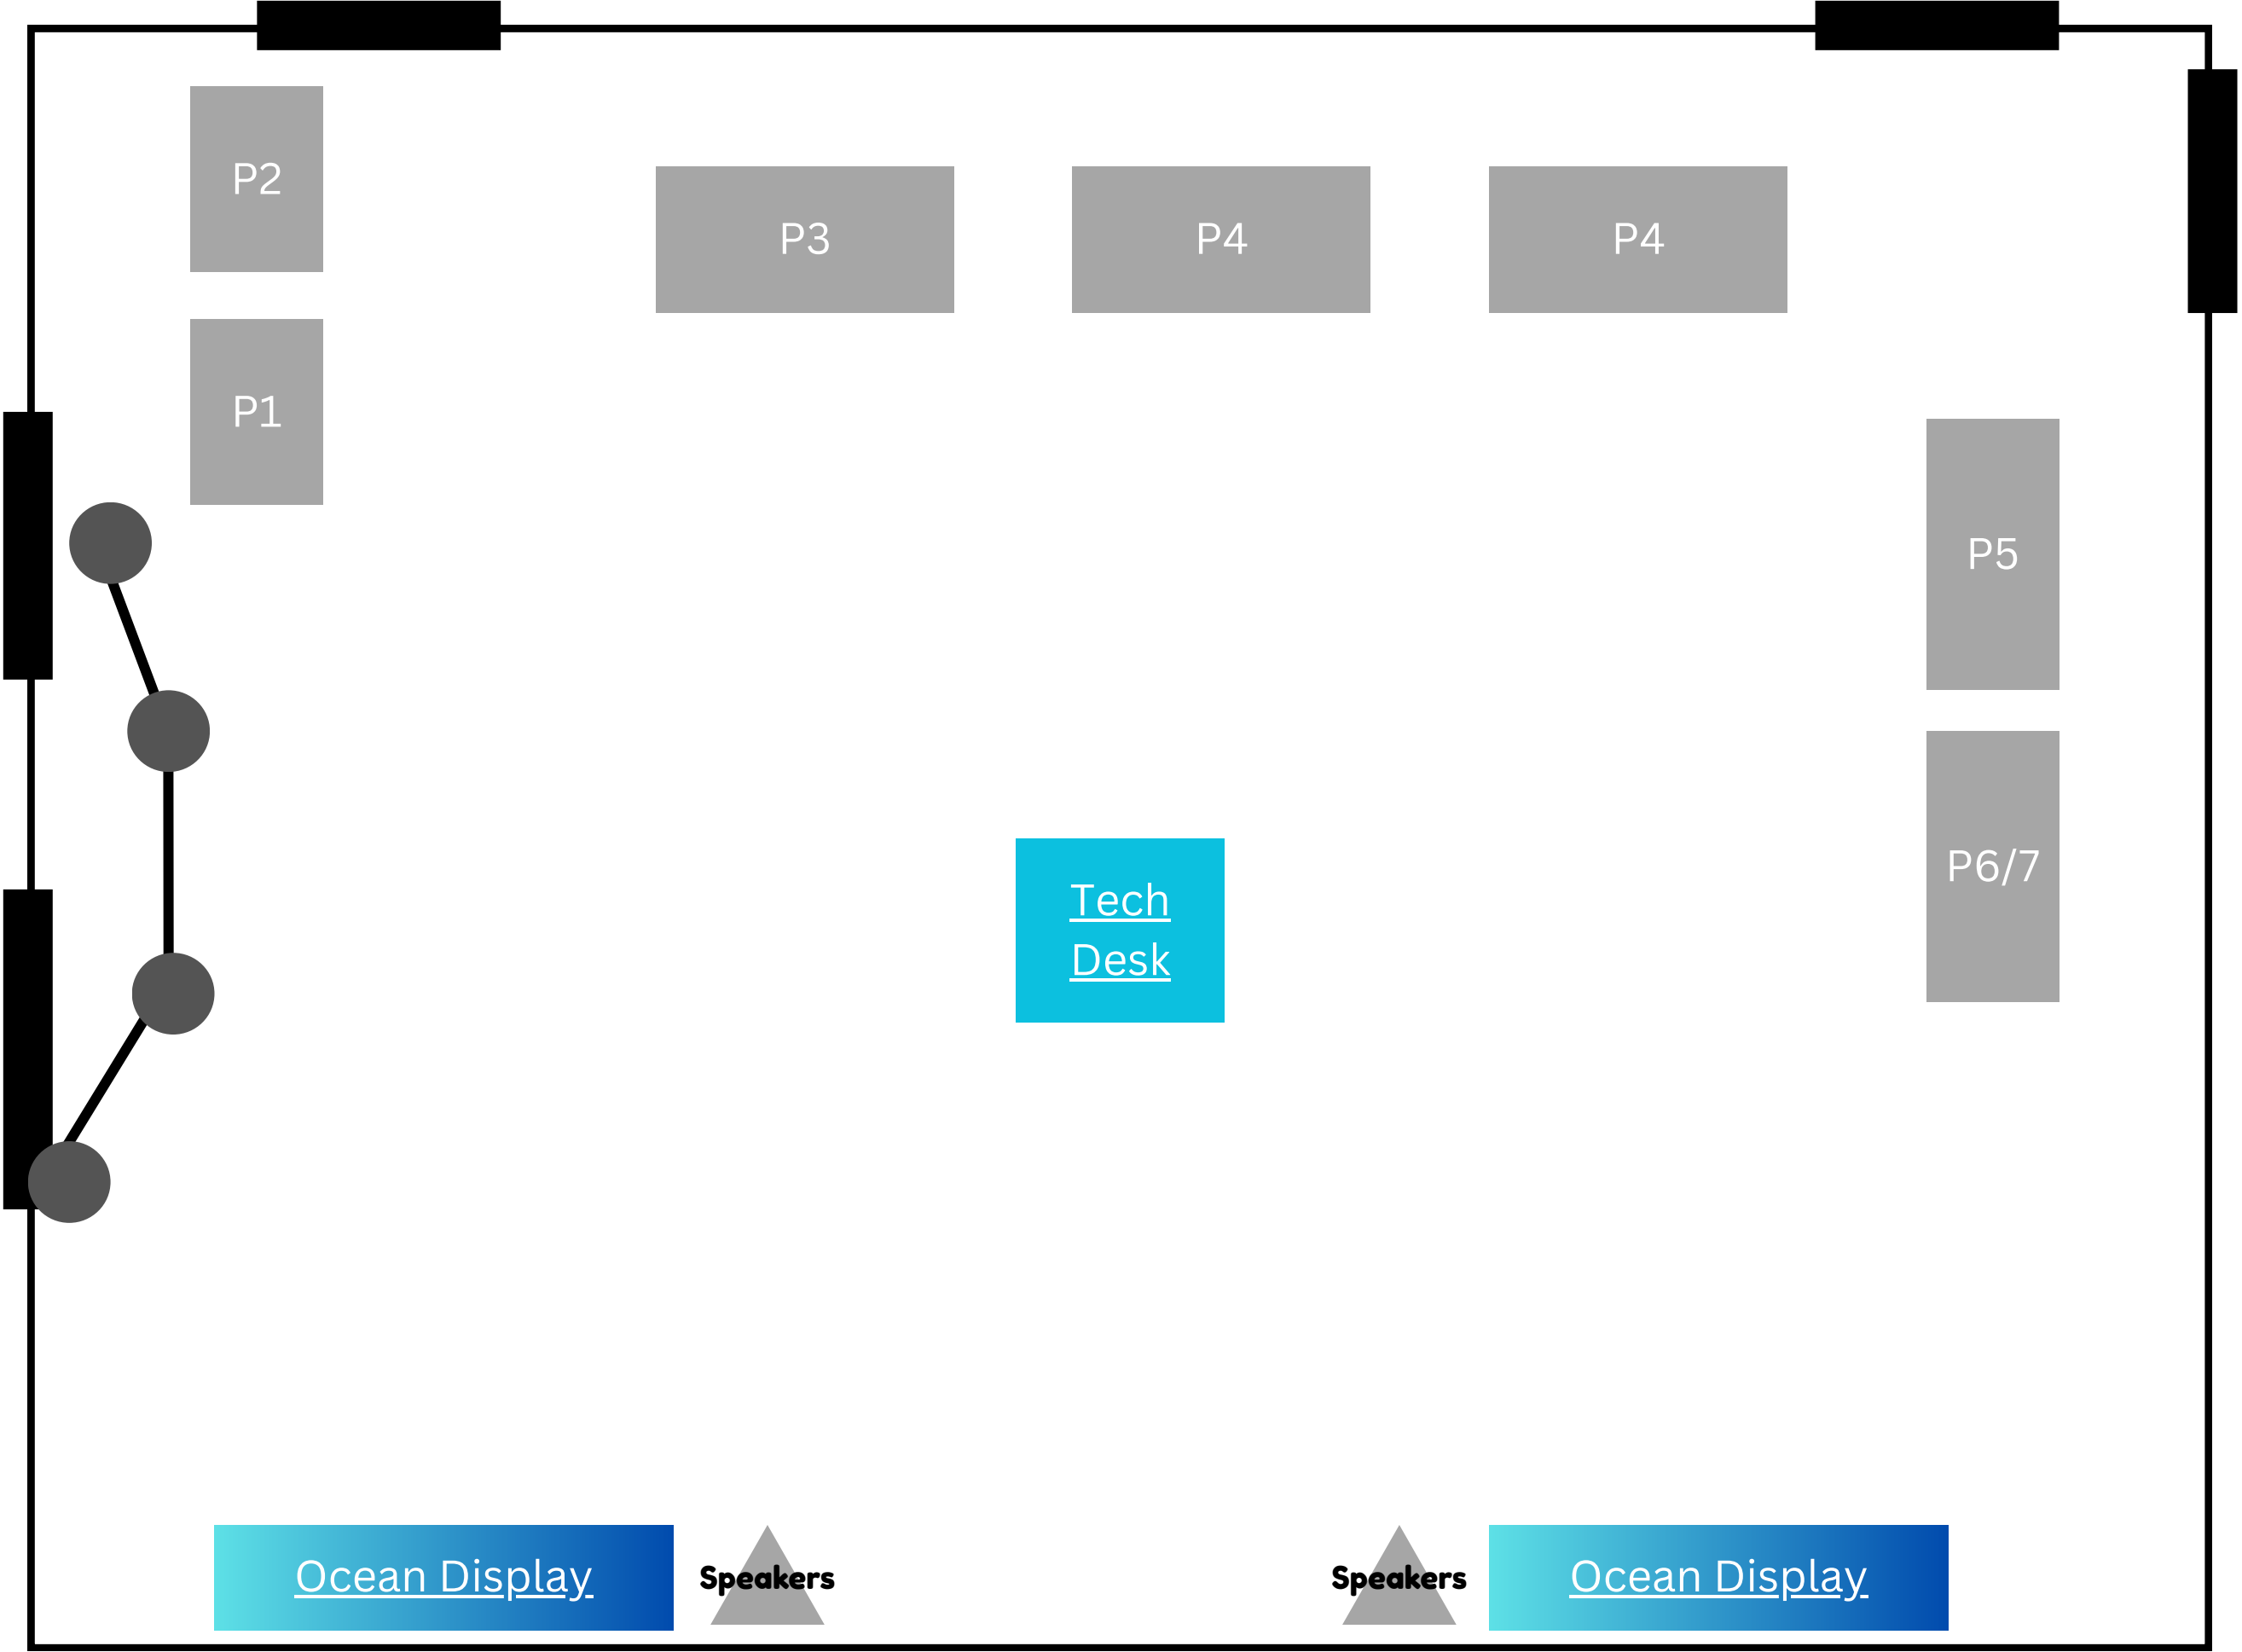 P2
P3
P4
P4
P1
P5
P6/7
Tech
Desk
Ocean Display
Speakers
Speakers
Ocean Display